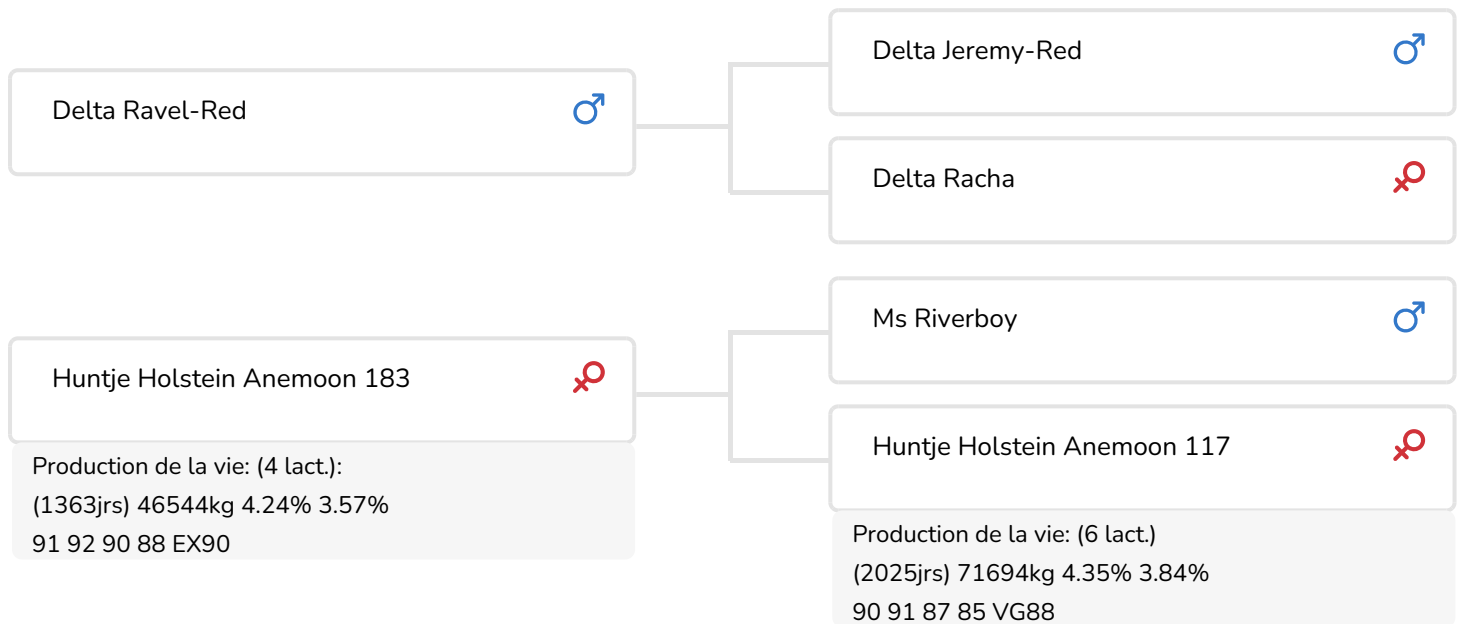 Delta Jeremy-Red
Delta Ravel-Red
Delta Racha
Ms Riverboy
Huntje Holstein Anemoon 183
Huntje Holstein Anemoon 117
Production de la vie: (4 lact.):
(1363jrs) 46544kg 4.24% 3.57%
91 92 90 88 EX90
Production de la vie: (6 lact.)
(2025jrs) 71694kg 4.35% 3.84%
90 91 87 85 VG88